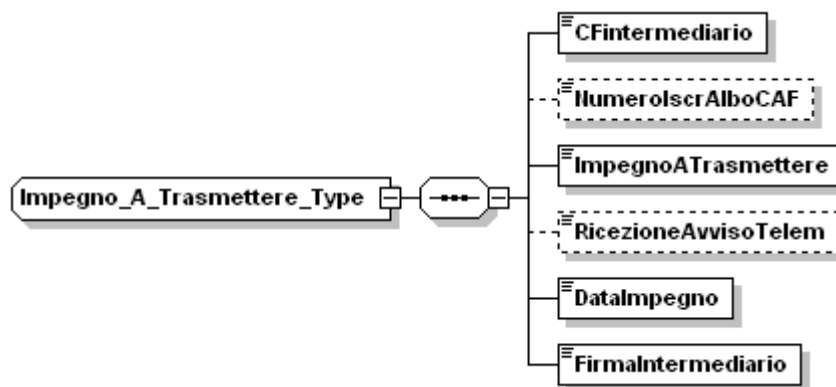 CFintermediario
NumeroIscrAlboCAF
ImpegnoATrasmettere
Impegno_A_Trasmettere_Type
RicezioneAvvisoTelem
DataImpegno
FirmaIntermediario